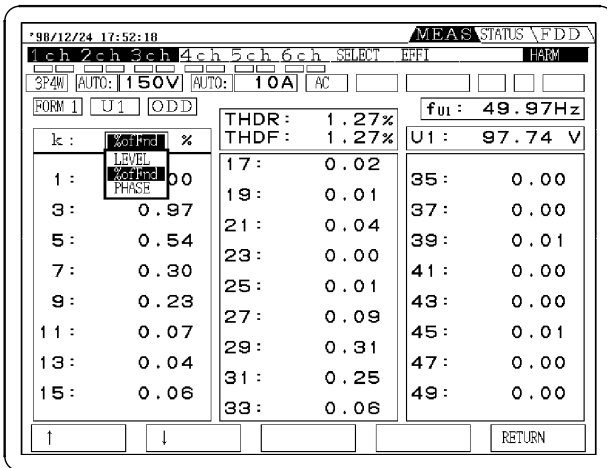 '98/12/24 17:52:18 MEAS STATUS FDD
1ch 2ch 3ch 4ch 5ch 6ch SELECT EFFI HARM
3P4W AUTO: 150V AUTO: 10A AC
FORM 1 U1 ODD
THDR: 1.27%
THDF: 1.27%
fU1: 49.97Hz
U1: 97.74 V
k: %ofFnd %
LEVEL
%ofFnd
PHASE
1: 00
3: 0.97
5: 0.54
7: 0.30
9: 0.23
11: 0.07
13: 0.04
15: 0.06
17: 0.02
19: 0.01
21: 0.04
23: 0.00
25: 0.01
27: 0.09
29: 0.31
31: 0.25
33: 0.06
35: 0.00
37: 0.00
39: 0.01
41: 0.00
43: 0.00
45: 0.01
47: 0.00
49: 0.00
↑ ↓ RETURN